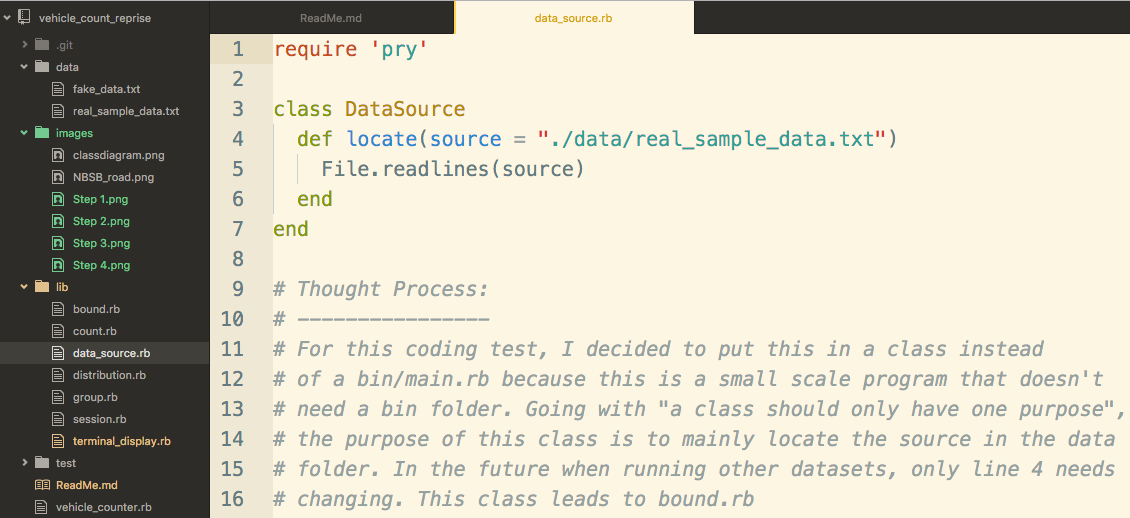 vehicle_count_reprise
.git
data
fake_data.txt
real_sample_data.txt
images
classdiagram.png
NBSB_road.png
Step 1.png
Step 2.png
Step 3.png
Step 4.png
lib
bound.rb
count.rb
data_source.rb
distribution.rb
group.rb
session.rb
terminal_display.rb
test
ReadMe.md
vehicle_counter.rb
ReadMe.md
data_source.rb
1 require 'pry'
2
3 class DataSource
4 def locate(source = "./data/real_sample_data.txt")
5 File.readlines(source)
6 end
7 end
8
9 # Thought Process:
10 # ----------------
11 # For this coding test, I decided to put this in a class instead
12 # of a bin/main.rb because this is a small scale program that doesn't
13 # need a bin folder. Going with "a class should only have one purpose",
14 # the purpose of this class is to mainly locate the source in the data
15 # folder. In the future when running other datasets, only line 4 needs
16 # changing. This class leads to bound.rb